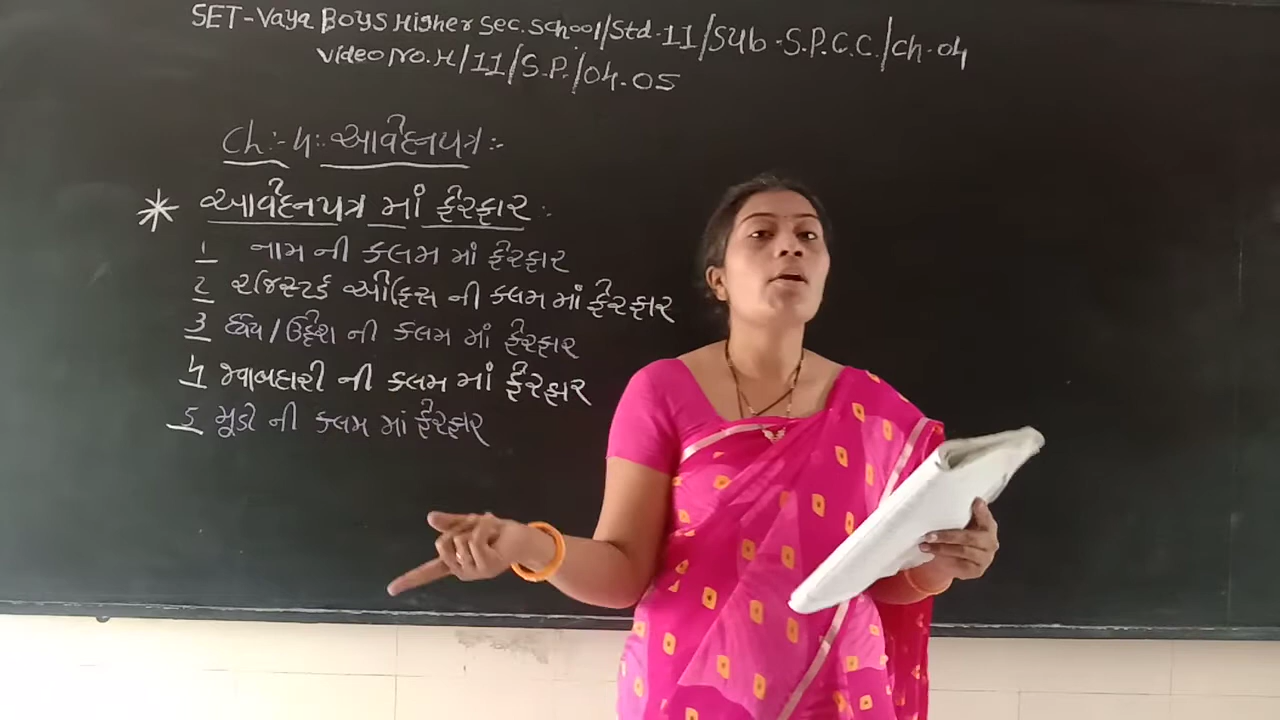 SET-Vaya Boys Higher Sec. School/Std-11/Sub-S.P.C.C./Ch-04
Video No. H/11/S.P./04.05
Ch:-4: આવેદનપત્ર:-
* આવેદનપત્ર માં ફેરફાર :-
1 નામ ની કલમ માં ફેરફાર
2 રજિસ્ટર્ડ ઓફિસ ની કલમ માં ફેરફાર
3 ધ્યેય/ઉદ્દેશ ની કલમ માં ફેરફાર
4 જવાબદારી ની કલમ માં ફેરફાર
5 મૂડી ની કલમ માં ફેરફાર